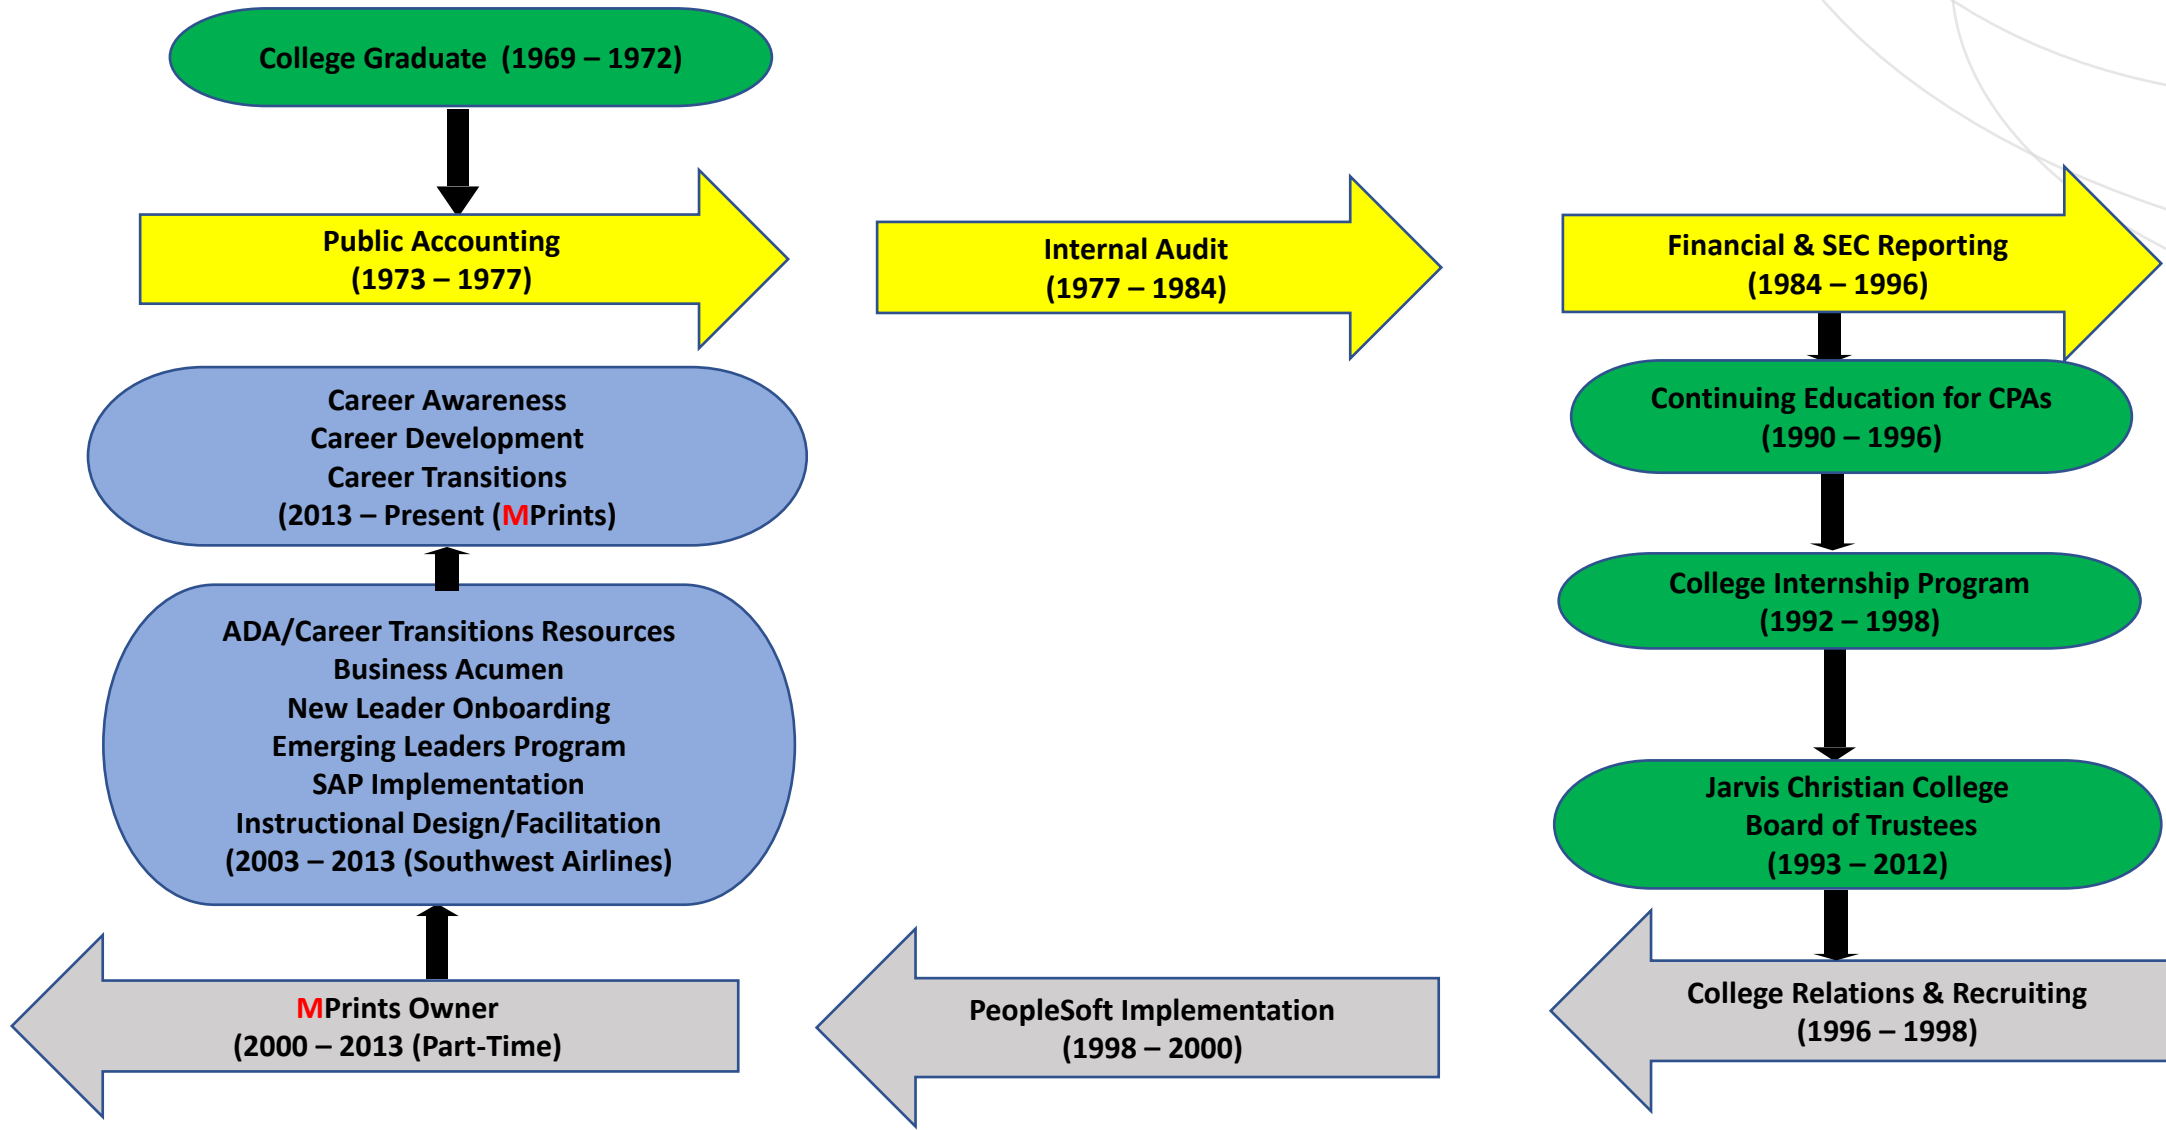 College Graduate  (1969 – 1972)
Public Accounting
(1973 – 1977)
Internal Audit
(1977 – 1984)
Financial & SEC Reporting
(1984 – 1996)
Continuing Education for CPAs
(1990 – 1996)
College Internship Program
(1992 – 1998)
Jarvis Christian College
Board of Trustees
(1993 – 2012)
College Relations & Recruiting
(1996 – 1998)
PeopleSoft Implementation
(1998 – 2000)
MPrints Owner
(2000 – 2013 (Part-Time)
ADA/Career Transitions Resources
Business Acumen
New Leader Onboarding
Emerging Leaders Program
SAP Implementation
Instructional Design/Facilitation
(2003 – 2013 (Southwest Airlines)
Career Awareness
Career Development
Career Transitions
(2013 – Present (MPrints)